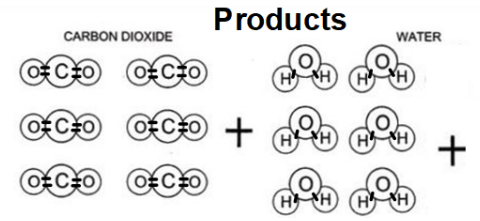 Products
CARBON DIOXIDE WATER
O=C=O O=C=O O O
H H H H
O=C=O O=C=O + O O
H H H H +
O=C=O O=C=O O O
H H H H